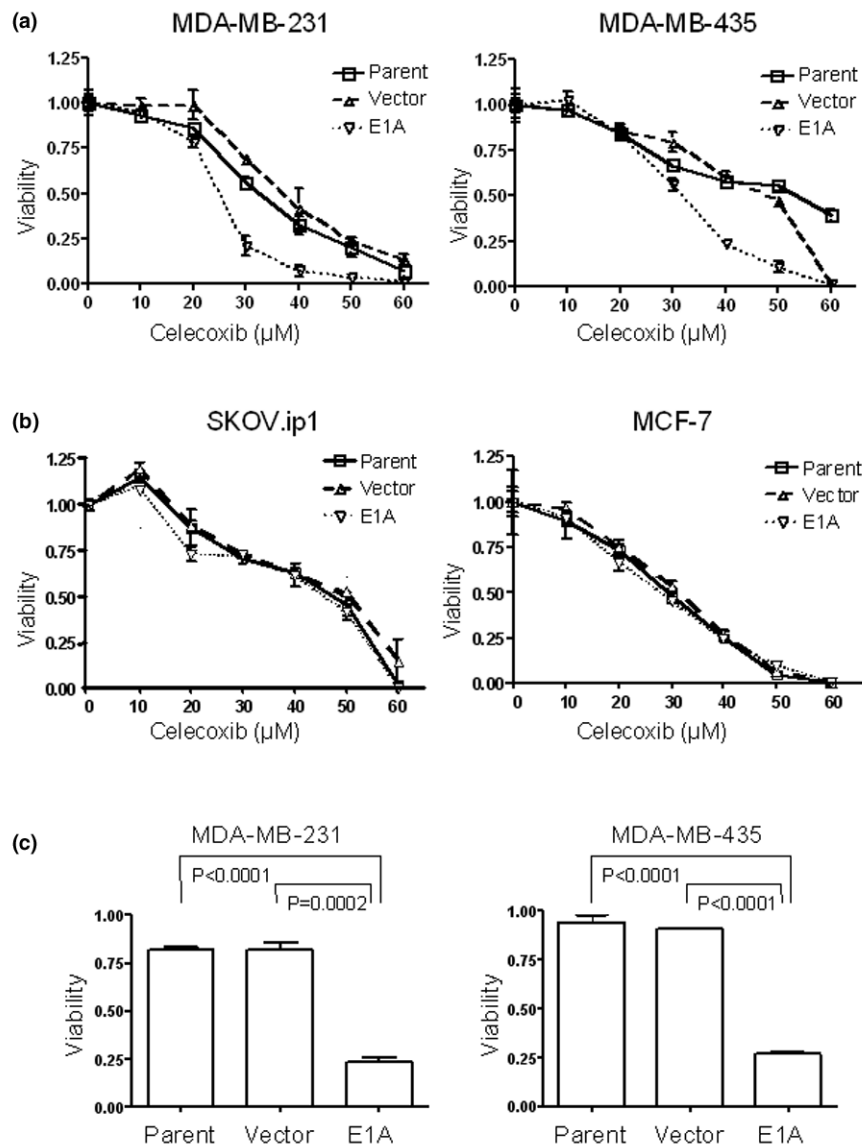 (a)
MDA-MB-231
1.25
1.00
0.75
0.50
0.25
0.00
Viability
Parent
Vector
E1A
0 10 20 30 40 50 60
Celecoxib (µM)
MDA-MB-435
1.25
1.00
0.75
0.50
0.25
0.00
Viability
Parent
Vector
E1A
0 10 20 30 40 50 60
Celecoxib (µM)
(b)
SKOV.ip1
1.25
1.00
0.75
0.50
0.25
0.00
Viability
Parent
Vector
E1A
0 10 20 30 40 50 60
Celecoxib (µM)
MCF-7
1.25
1.00
0.75
0.50
0.25
0.00
Viability
Parent
Vector
E1A
0 10 20 30 40 50 60
Celecoxib (µM)
(c)
MDA-MB-231
P<0.0001
P=0.0002
1.00
0.75
0.50
0.25
0.00
Viability
Parent Vector E1A
MDA-MB-435
P<0.0001
P<0.0001
1.00
0.75
0.50
0.25
0.00
Viability
Parent Vector E1A